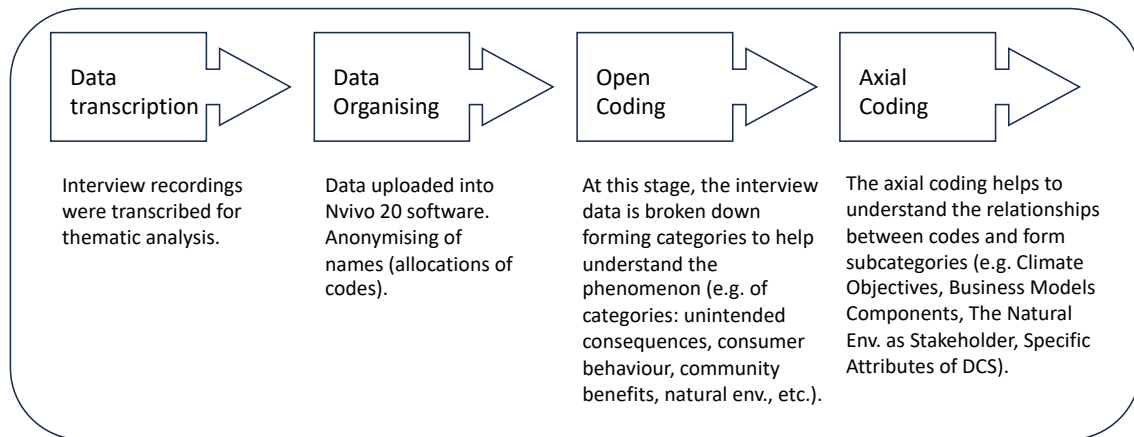 Data
transcription
Data
Organising
Open
Coding
Axial
Coding
Interview recordings
were transcribed for
thematic analysis.
Data uploaded into
Nvivo 20 software.
Anonymising of
names (allocations of
codes).
At this stage, the interview
data is broken down
forming categories to help
understand the
phenomenon (e.g. of
categories: unintended
consequences, consumer
behaviour, community
benefits, natural env., etc.).
The axial coding helps to
understand the relationships
between codes and form
subcategories (e.g. Climate
Objectives, Business Models
Components, The Natural
Env. as Stakeholder, Specific
Attributes of DCS).